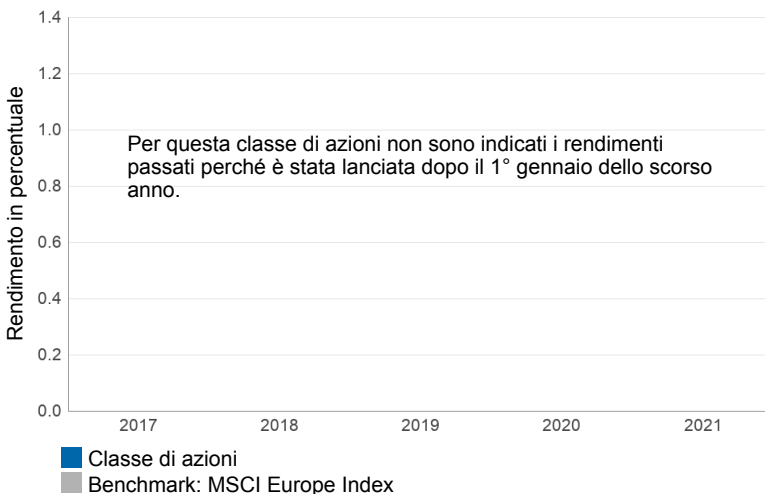 1.4
1.2
1.0
0.8
0.6
0.4
0.2
0.0
Rendimento in percentuale
Per questa classe di azioni non sono indicati i rendimenti
passati perché è stata lanciata dopo il 1° gennaio dello scorso
anno.
2017 2018 2019 2020 2021
Classe di azioni
Benchmark: MSCI Europe Index